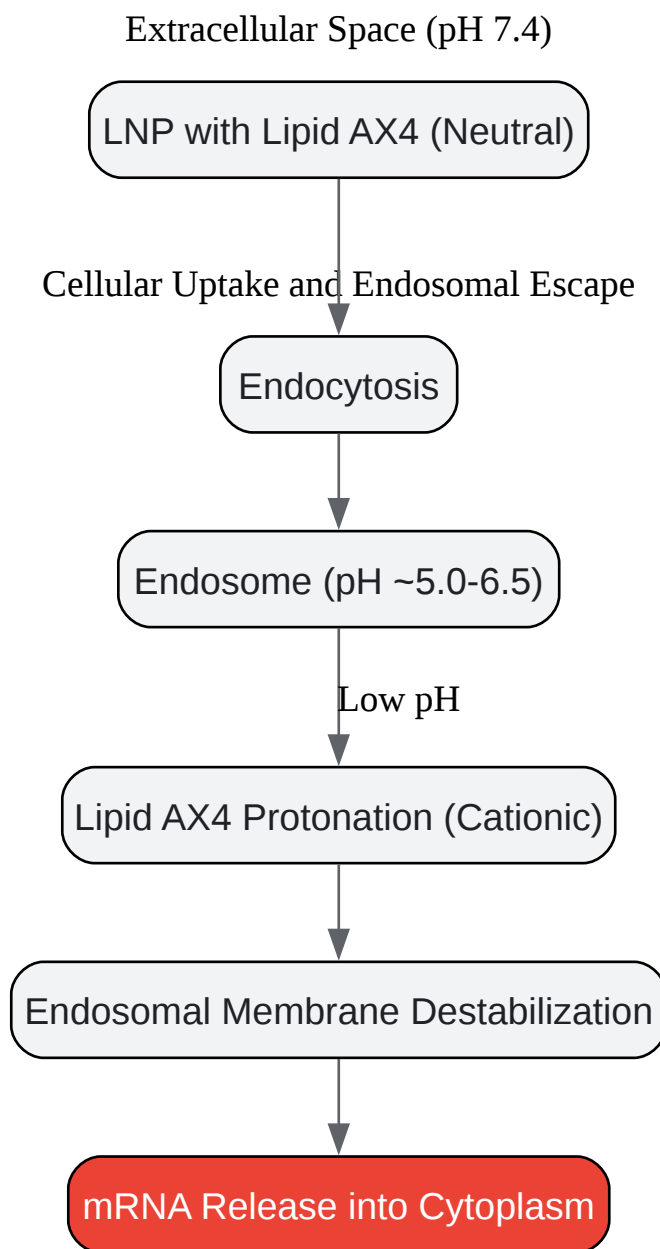 Extracellular Space (pH 7.4)
LNP with Lipid AX4 (Neutral)
Cellular Uptake and Endosomal Escape
Endocytosis
Endosome (pH ~5.0-6.5)
Low pH
Lipid AX4 Protonation (Cationic)
Endosomal Membrane Destabilization
mRNA Release into Cytoplasm